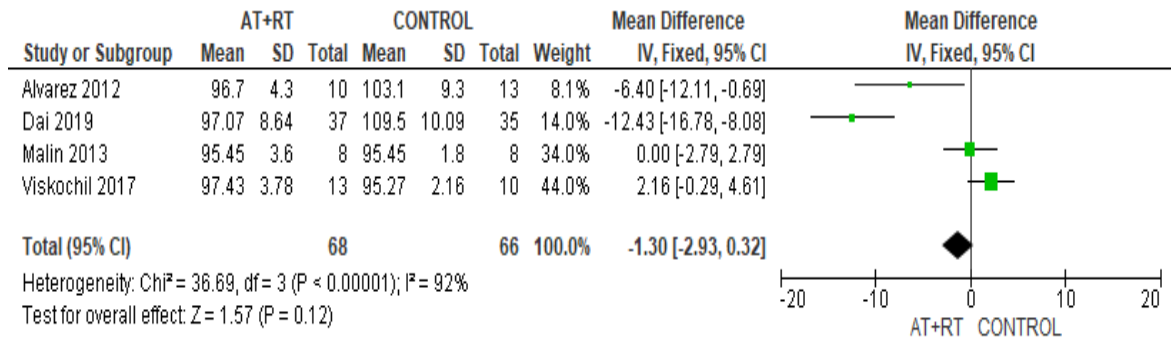 AT+RT CONTROL Mean Difference Mean Difference
Study or Subgroup Mean SD Total Mean SD Total Weight IV, Fixed, 95% CI IV, Fixed, 95% CI
Alvarez 2012 96.7 4.3 10 103.1 9.3 13 8.1% -6.40 [-12.11, -0.69]
Dai 2019 97.07 8.64 37 109.5 10.09 35 14.0% -12.43 [-16.78, -8.08]
Malin 2013 95.45 3.6 8 95.45 1.8 8 34.0% 0.00 [-2.79, 2.79]
Viskochil 2017 97.43 3.78 13 95.27 2.16 10 44.0% 2.16 [-0.29, 4.61]
Total (95% CI) 68 66 100.0% -1.30 [-2.93, 0.32]
Heterogeneity: Chi² = 36.69, df = 3 (P < 0.00001); I² = 92%
Test for overall effect: Z = 1.57 (P = 0.12)
-20 -10 0 10 20
AT+RT CONTROL